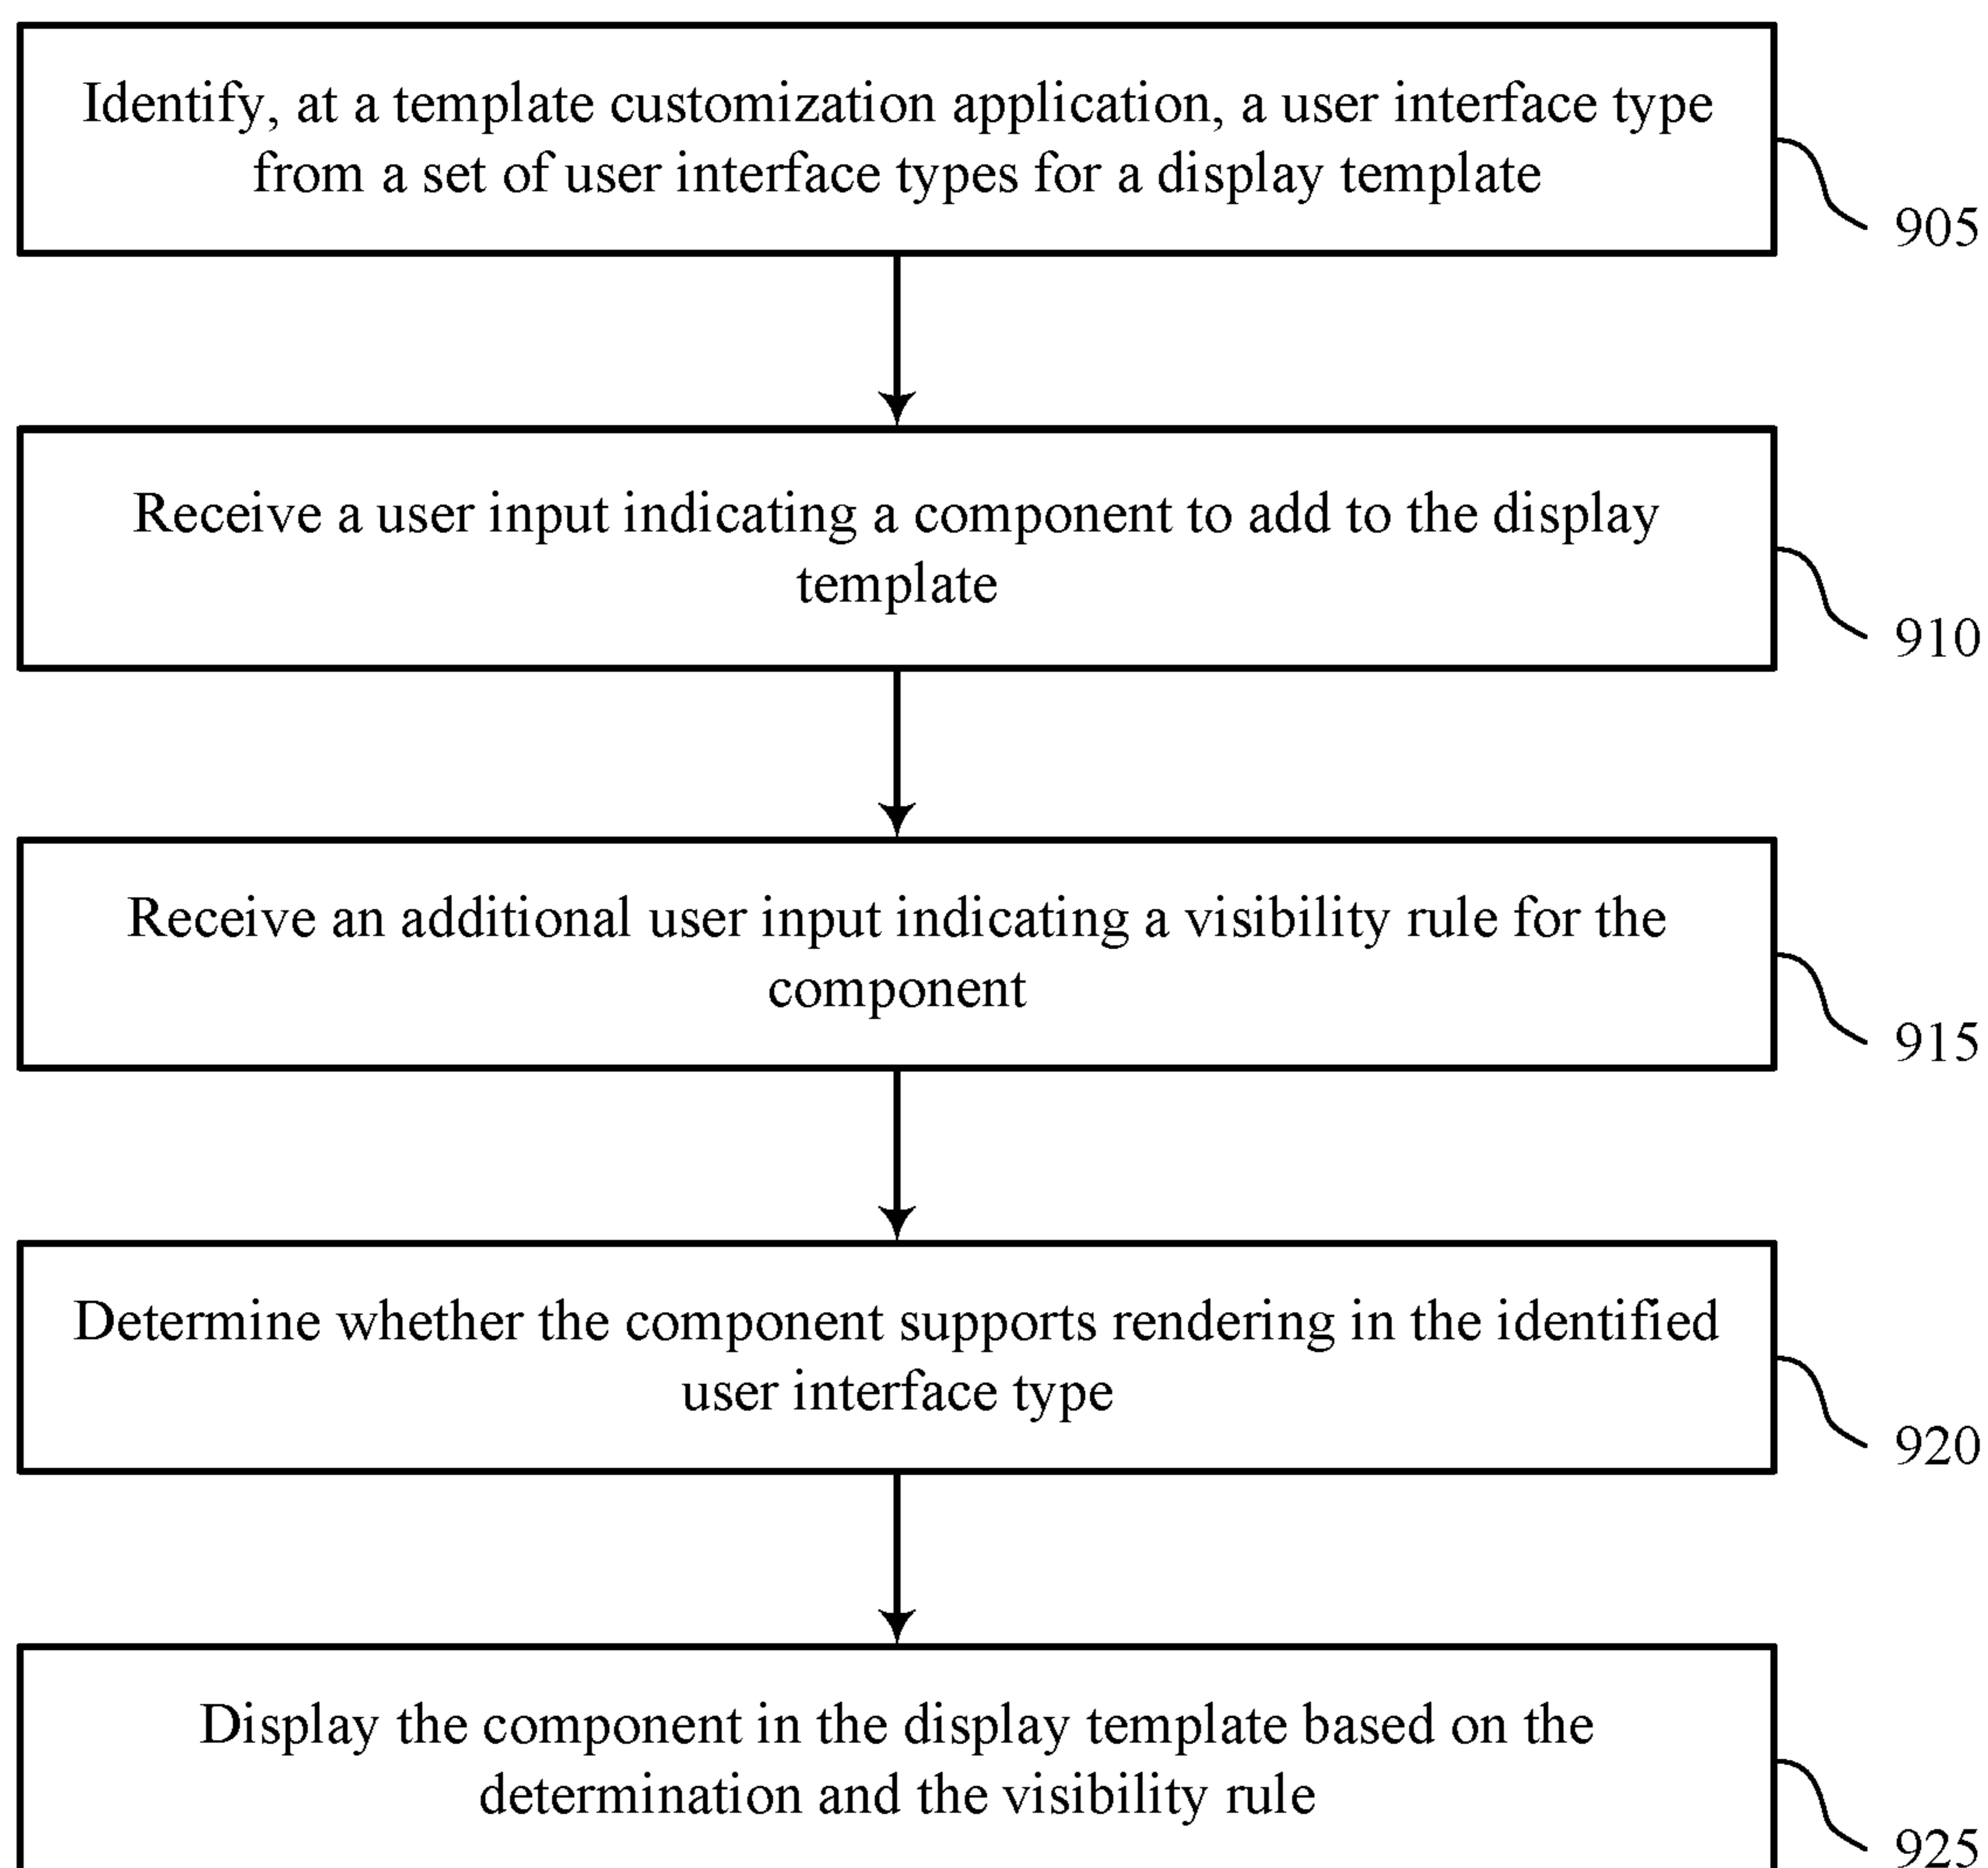 Identify, at a template customization application, a user interface type
from a set of user interface types for a display template
905
Receive a user input indicating a component to add to the display
template
910
Receive an additional user input indicating a visibility rule for the
component
915
Determine whether the component supports rendering in the identified
user interface type
920
Display the component in the display template based on the
determination and the visibility rule
925